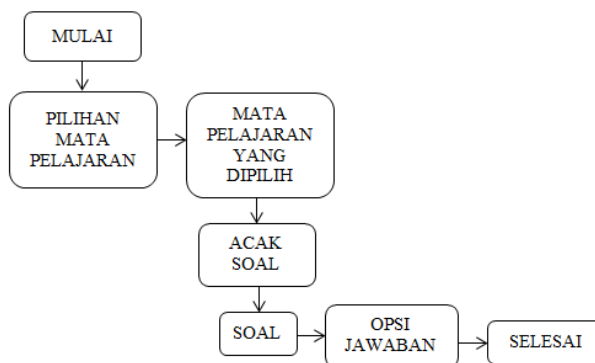 MULAI
PILIHAN
MATA
PELAJARAN
MATA
PELAJARAN
YANG
DIPILIH
ACAK
SOAL
SOAL
OPSI
JAWABAN
SELESAI